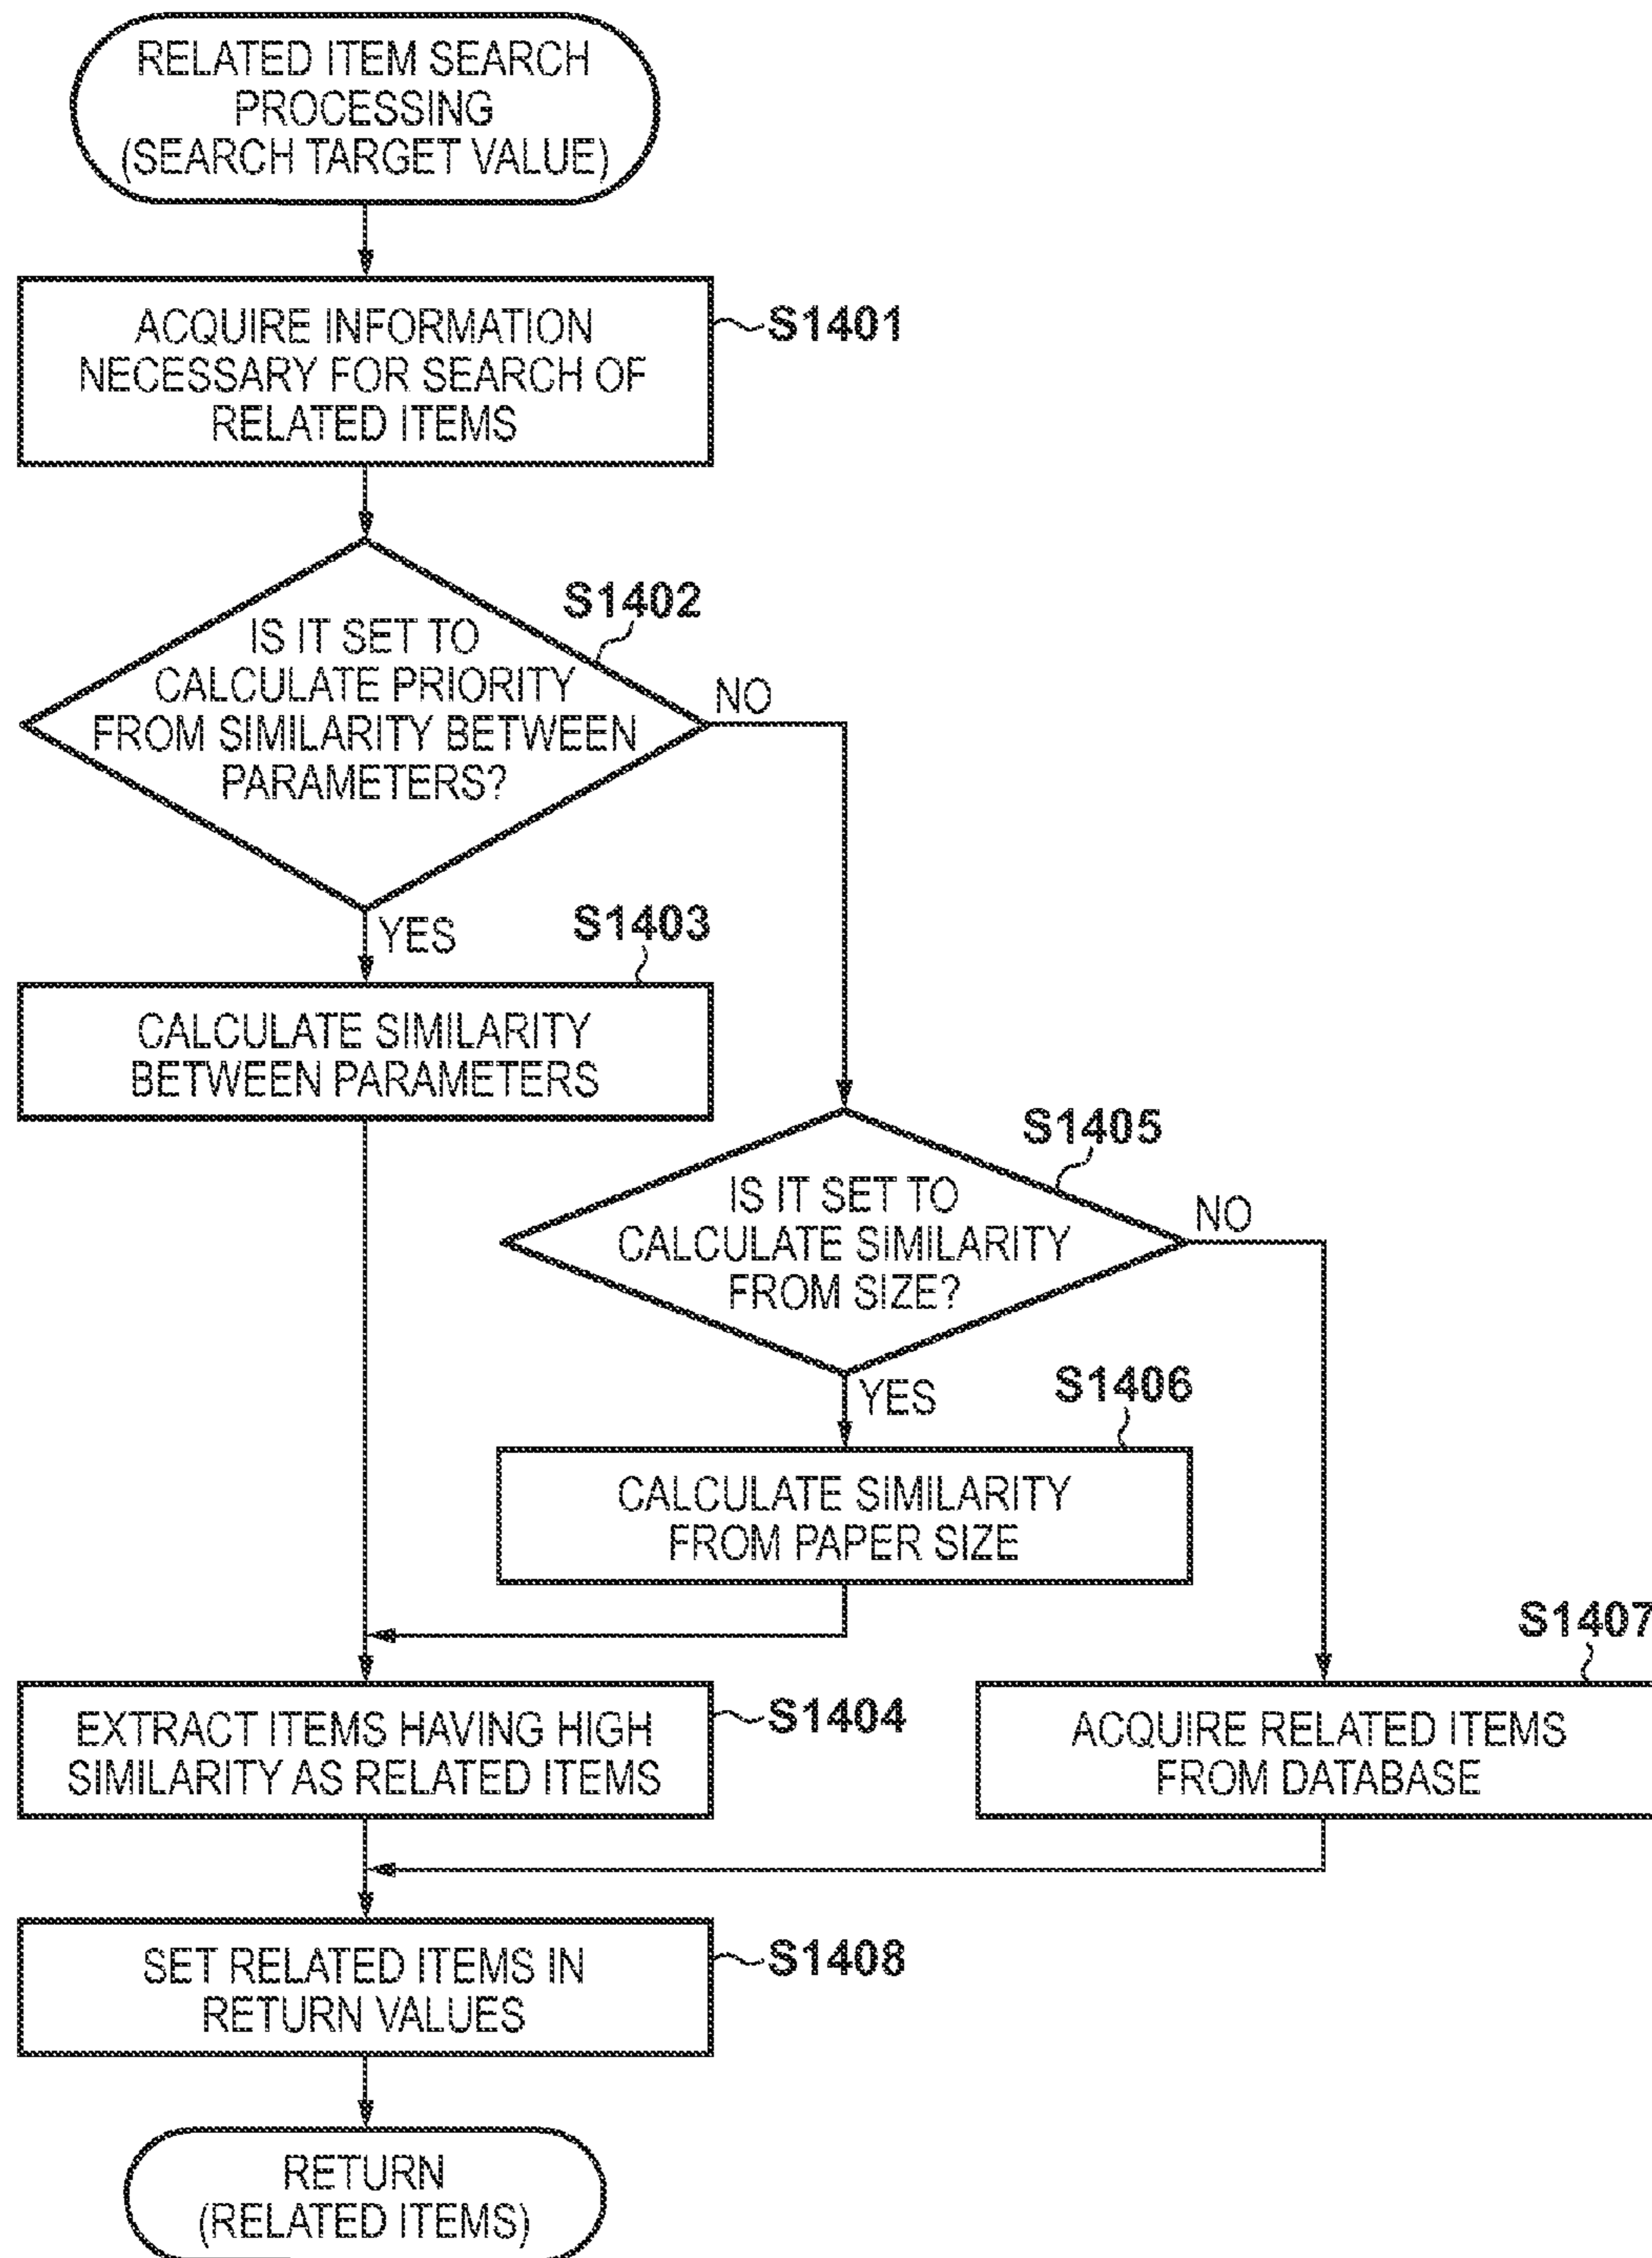 RELATED ITEM SEARCH
PROCESSING
(SEARCH TARGET VALUE)
ACQUIRE INFORMATION
NECESSARY FOR SEARCH OF
RELATED ITEMS
S1401
S1402
IS IT SET TO
CALCULATE PRIORITY
FROM SIMILARITY BETWEEN
PARAMETERS?
NO
YES
S1403
CALCULATE SIMILARITY
BETWEEN PARAMETERS
S1405
IS IT SET TO
CALCULATE SIMILARITY
FROM SIZE?
NO
YES
S1406
CALCULATE SIMILARITY
FROM PAPER SIZE
S1407
EXTRACT ITEMS HAVING HIGH
SIMILARITY AS RELATED ITEMS
S1404
ACQUIRE RELATED ITEMS
FROM DATABASE
SET RELATED ITEMS IN
RETURN VALUES
S1408
RETURN
(RELATED ITEMS)